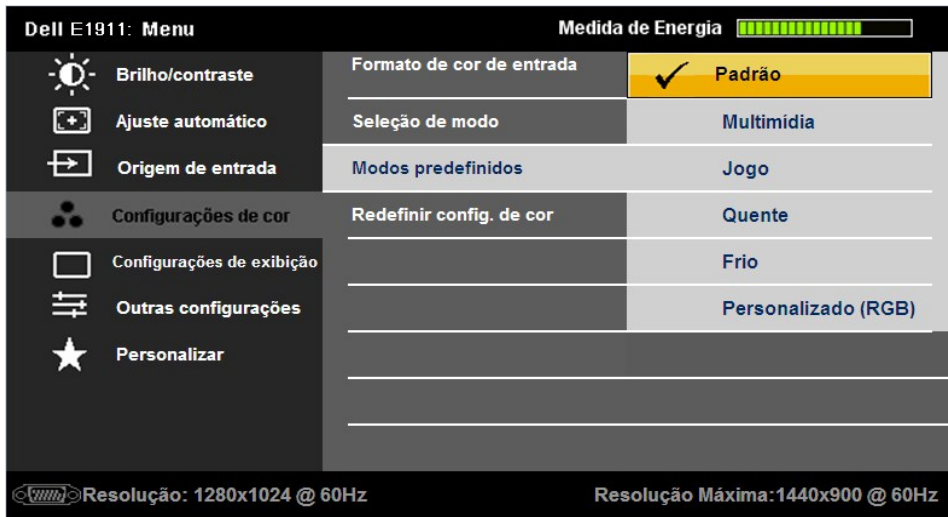 Dell E1911: Menu
Medida de Energia
Brilho/contraste
Ajuste automático
Origem de entrada
Configurações de cor
Configurações de exibição
Outras configurações
Personalizar
Formato de cor de entrada
Seleção de modo
Modos predefinidos
Redefinir config. de cor
Padrão
Multimídia
Jogo
Quente
Frio
Personalizado (RGB)
Resolução: 1280x1024 @ 60Hz
Resolução Máxima:1440x900 @ 60Hz